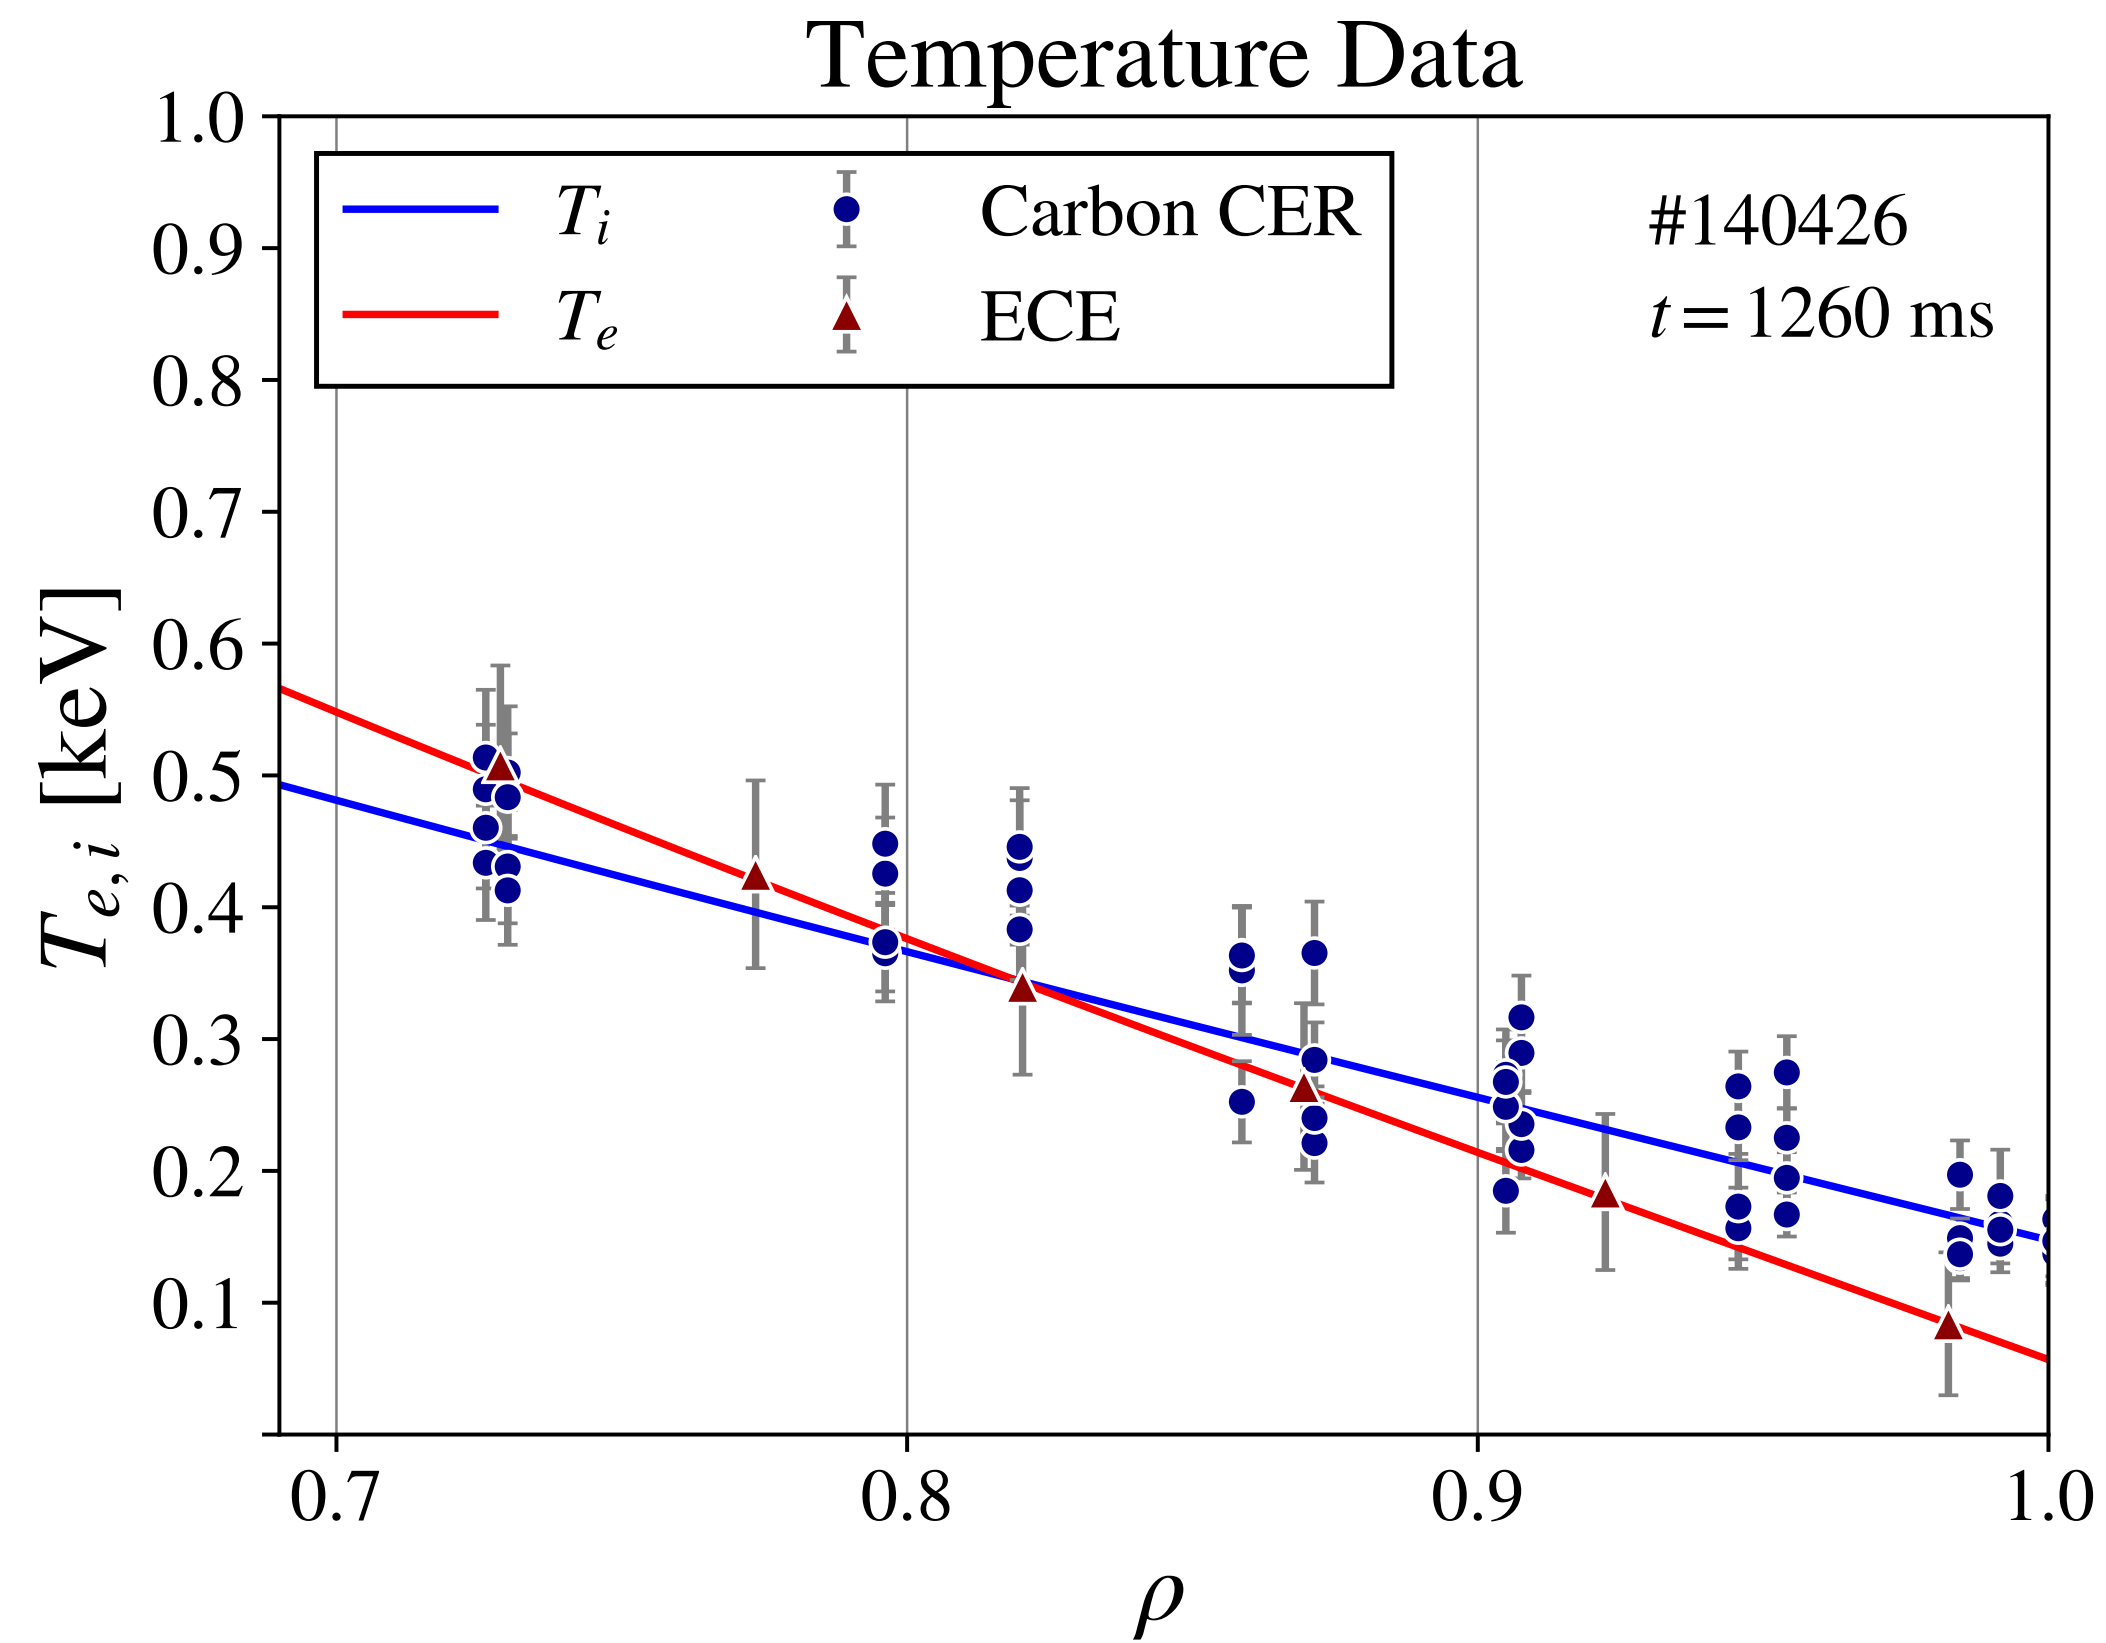 Temperature Data
1.0
0.9
0.8
0.7
0.6
0.5
0.4
0.3
0.2
0.1
T_{e, i} [keV]
T_i
Carbon CER
T_e
ECE
#140426
t = 1260 ms
0.7
0.8
0.9
1.0
ρ